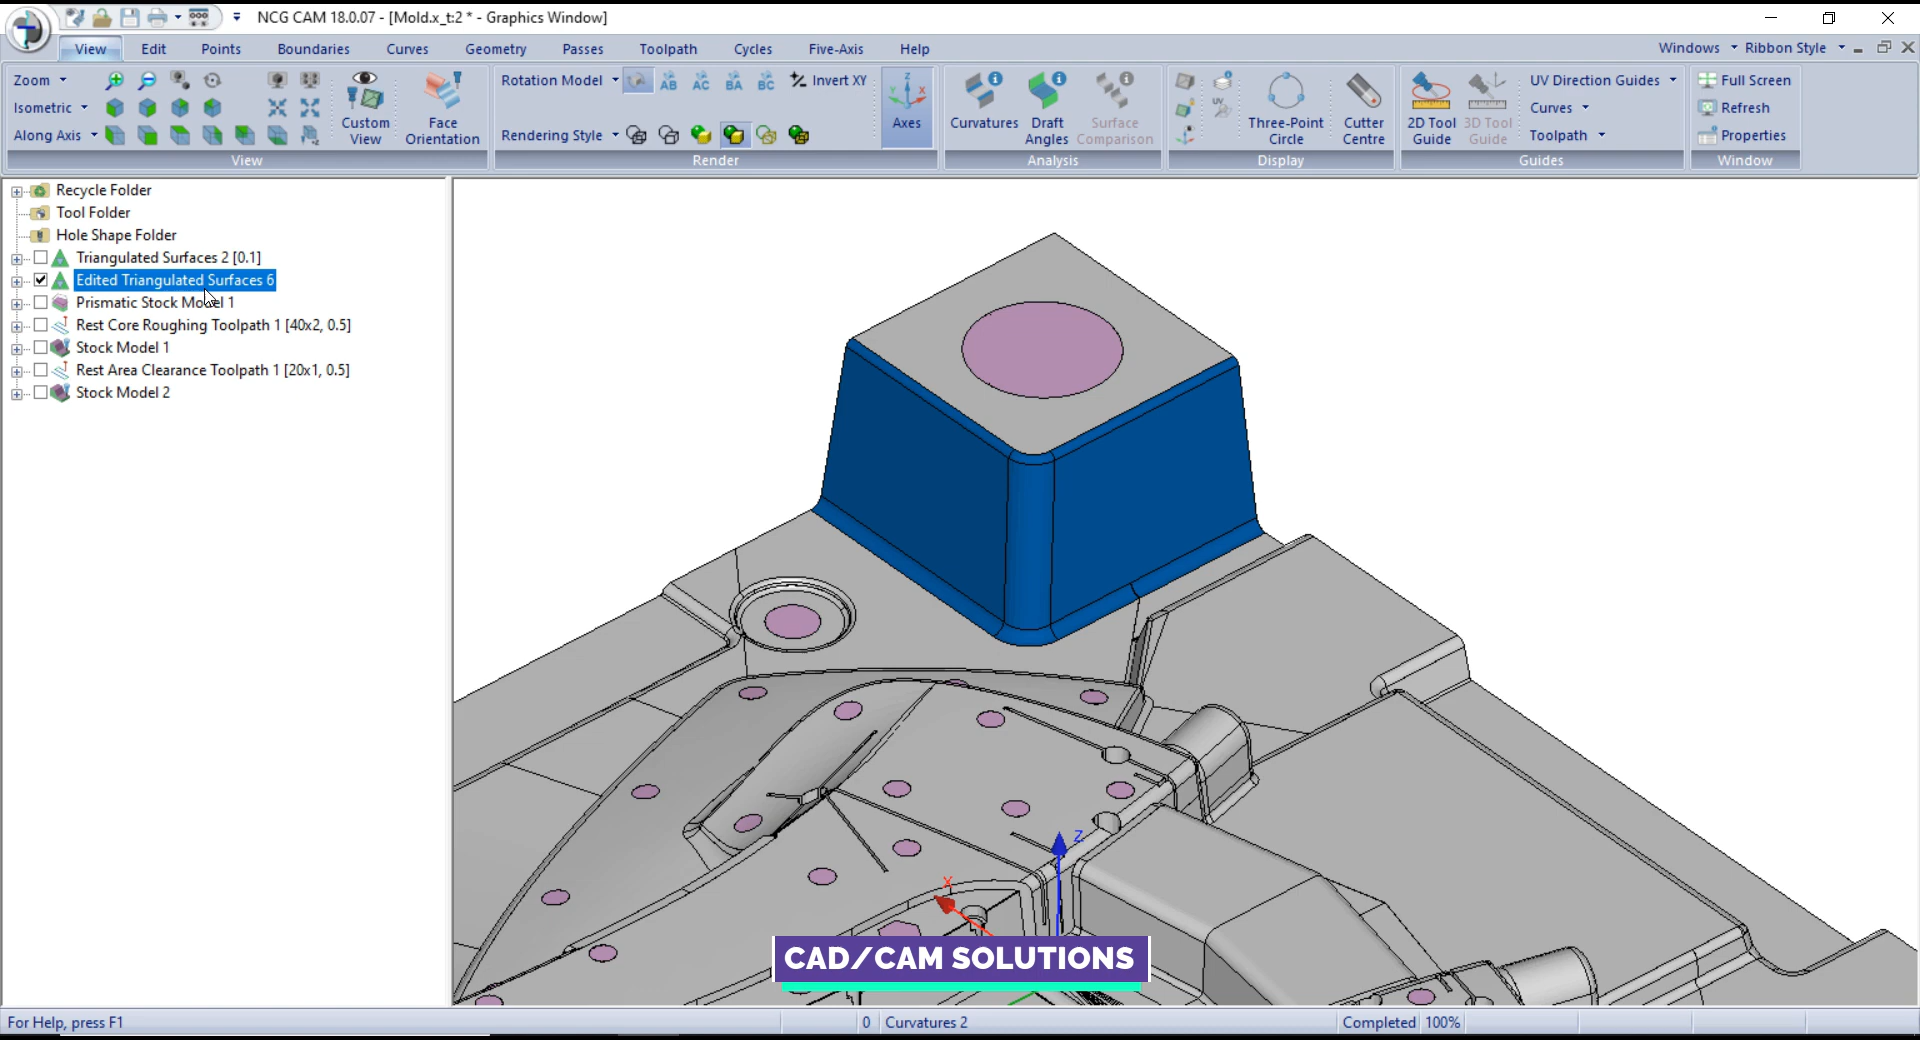 NCG CAM 18.0.07 - [Mold.x_t:2 * - Graphics Window]
View Edit Points Boundaries Curves Geometry Passes Toolpath Cycles Five-Axis Help
Windows Ribbon Style
Zoom
Isometric
Along Axis
Custom View
Face Orientation
View
Rotation Model AB AC BA BC Invert XY
Rendering Style
Axes
Render
Curvatures
Draft Angles
Surface Comparison
Analysis
UV
Three-Point Circle
Cutter Centre
Display
2D Tool Guide
3D Tool Guide
UV Direction Guides
Curves
Toolpath
Guides
Full Screen
Refresh
Properties
Window
Recycle Folder
Tool Folder
Hole Shape Folder
Triangulated Surfaces 2 [0.1]
Edited Triangulated Surfaces 6
Prismatic Stock Model 1
Rest Core Roughing Toolpath 1 [40x2, 0.5]
Stock Model 1
Rest Area Clearance Toolpath 1 [20x1, 0.5]
Stock Model 2
Z
X
CAD/CAM SOLUTIONS
For Help, press F1 0 Curvatures 2 Completed 100%